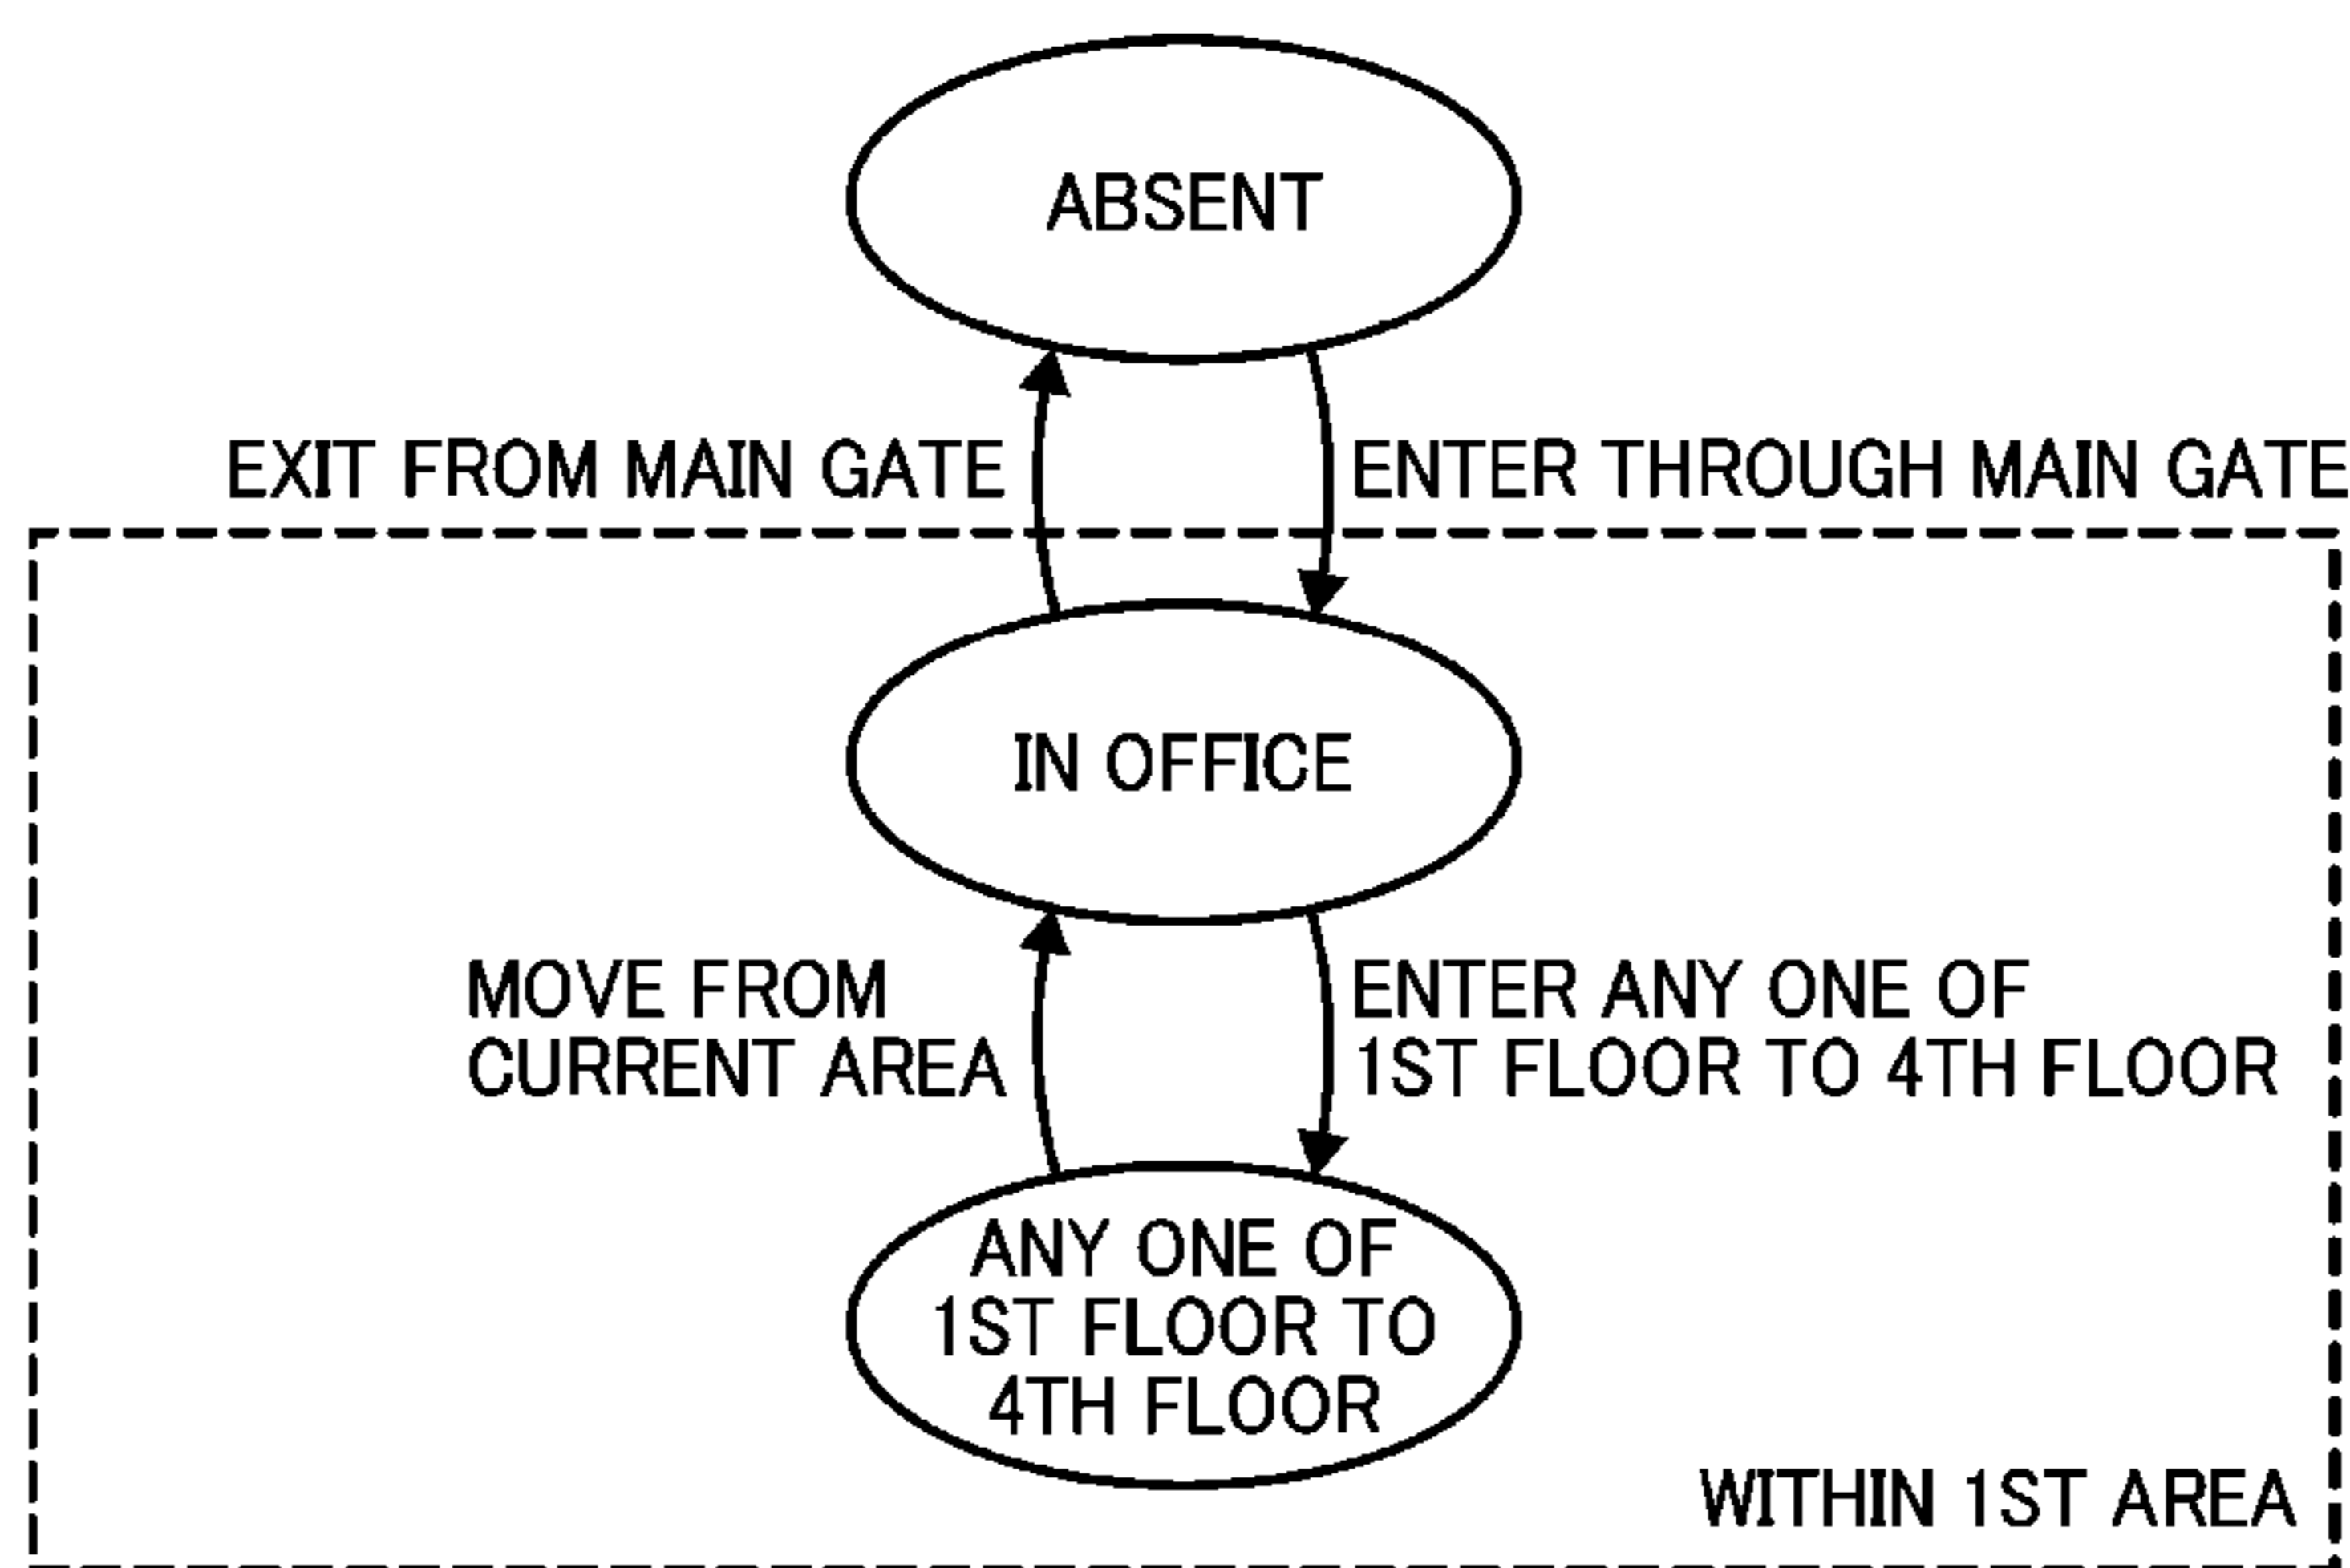 ABSENT
EXIT FROM MAIN GATE
ENTER THROUGH MAIN GATE
IN OFFICE
MOVE FROM
CURRENT AREA
ENTER ANY ONE OF
1ST FLOOR TO 4TH FLOOR
ANY ONE OF
1ST FLOOR TO
4TH FLOOR
WITHIN 1ST AREA